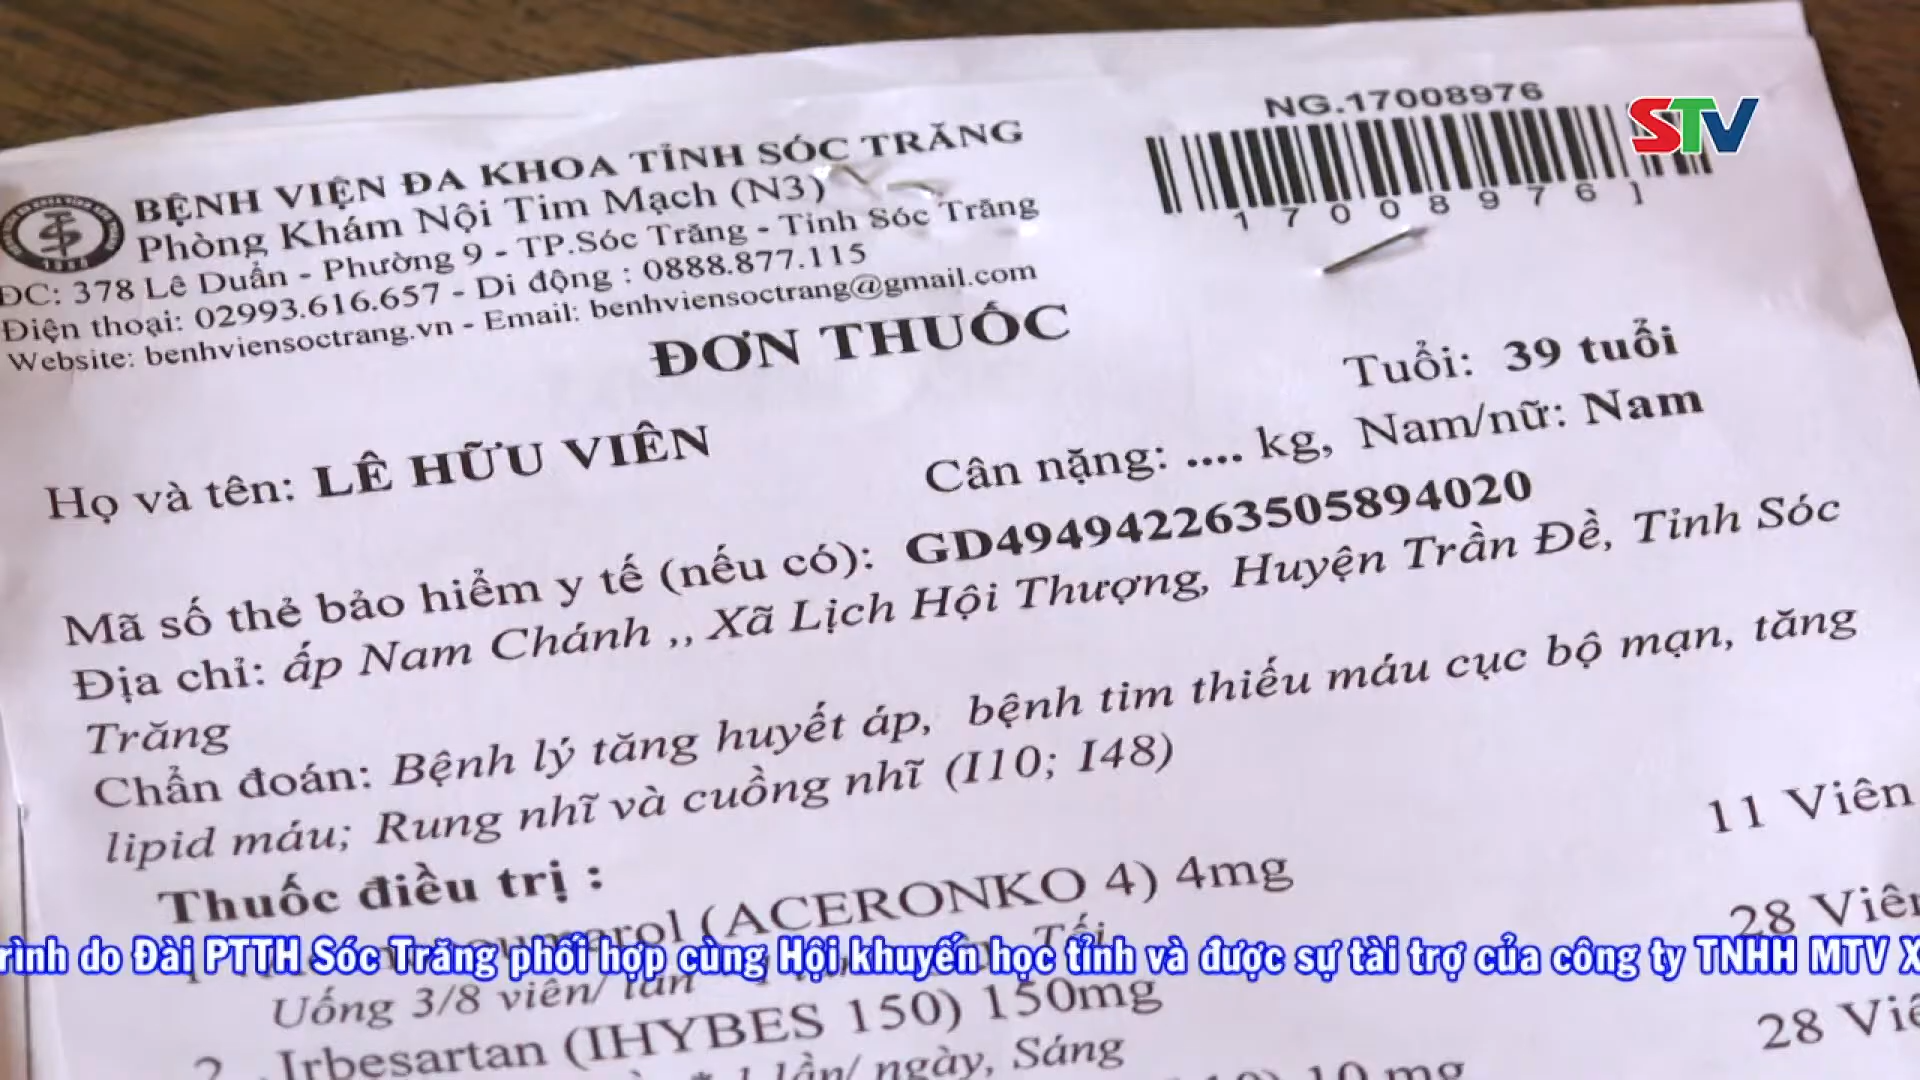 NG.17008976
STV
17008976]
BỆNH VIỆN ĐA KHOA TỈNH SÓC TRĂNG
Phòng Khám Nội Tim Mạch (N3)
ĐC: 378 Lê Duẩn - Phường 9 - TP.Sóc Trăng - Tỉnh Sóc Trăng
Điện thoại: 02993.616.657 - Di động : 0888.877.115
Website: benhviensoctrang.vn - Email: benhviensoctrang@gmail.com
ĐƠN THUỐC
Họ và tên: LÊ HỮU VIÊN
Tuổi: 39 tuổi
Cân nặng: .... kg, Nam/nữ: Nam
Mã số thẻ bảo hiểm y tế (nếu có): GD494942263505894020
Địa chỉ: ấp Nam Chánh ,, Xã Lịch Hội Thượng, Huyện Trần Đề, Tỉnh Sóc
Trăng
Chẩn đoán: Bệnh lý tăng huyết áp, bệnh tim thiếu máu cục bộ mạn, tăng
lipid máu; Rung nhĩ và cuồng nhĩ (I10; I48)
Thuốc điều trị :
(ACERONKO 4) 4mg 11 Viên
rình do Đài PTTH Sóc Trăng phối hợp cùng Hội khuyến học tỉnh và được sự tài trợ của công ty TNHH MTV X
Uống 3/8 viên/ lần Tối
2 Irbesartan (IHYBES 150) 150mg 28 Viên
1 lần/ ngày, Sáng
10 mg 28 Viê